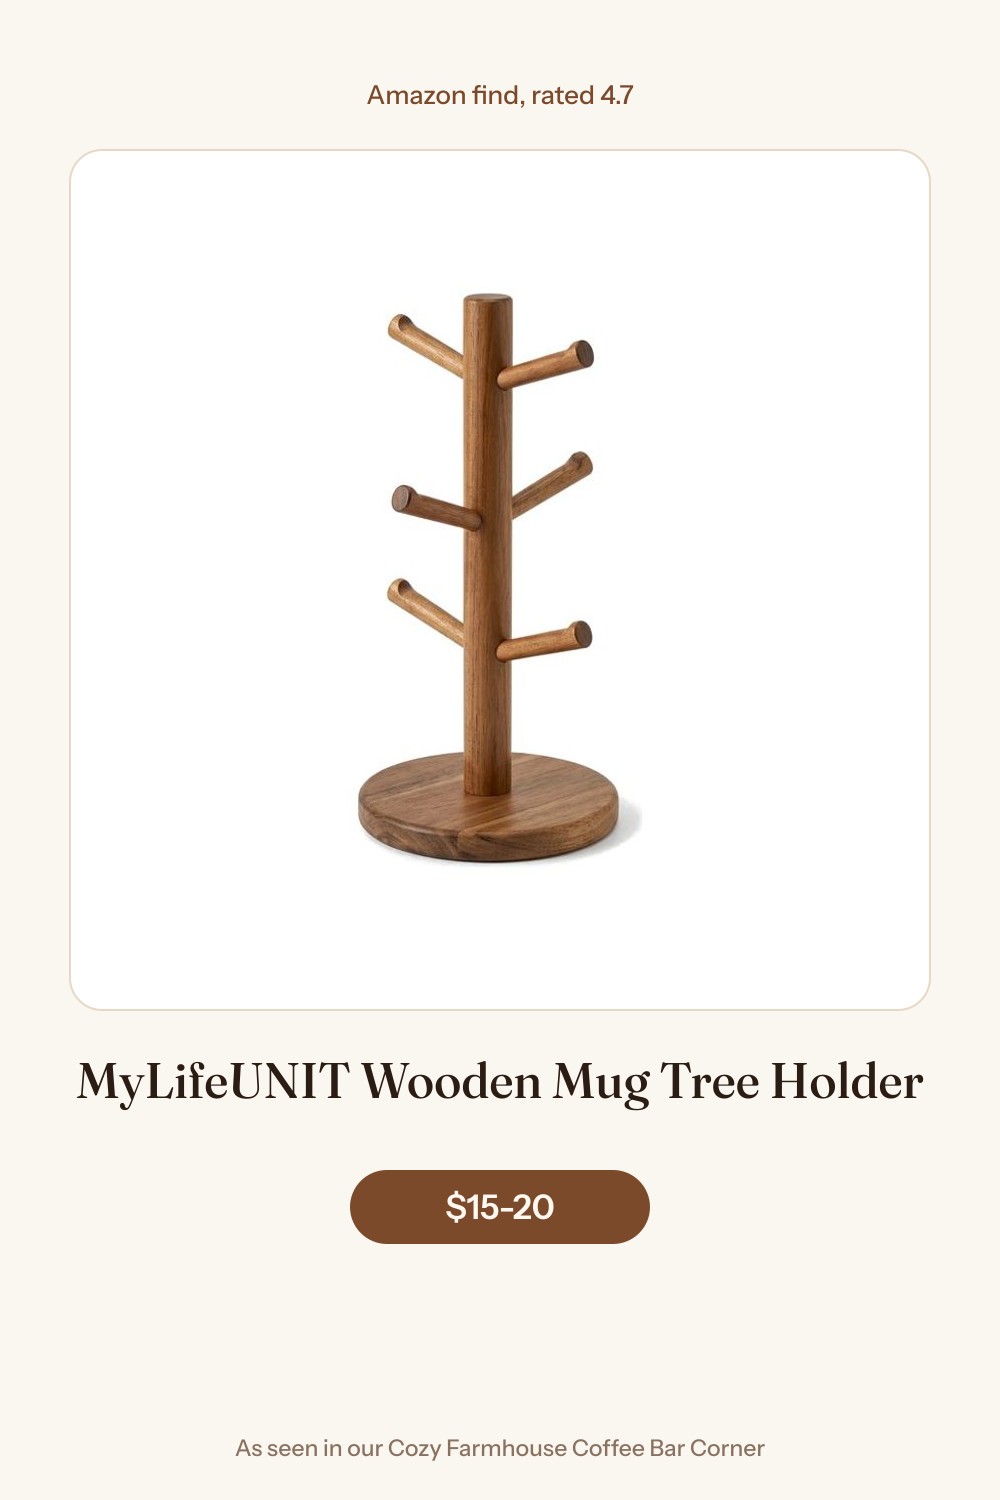 Amazon find, rated 4.7
MyLifeUNIT Wooden Mug Tree Holder
$15-20
As seen in our Cozy Farmhouse Coffee Bar Corner